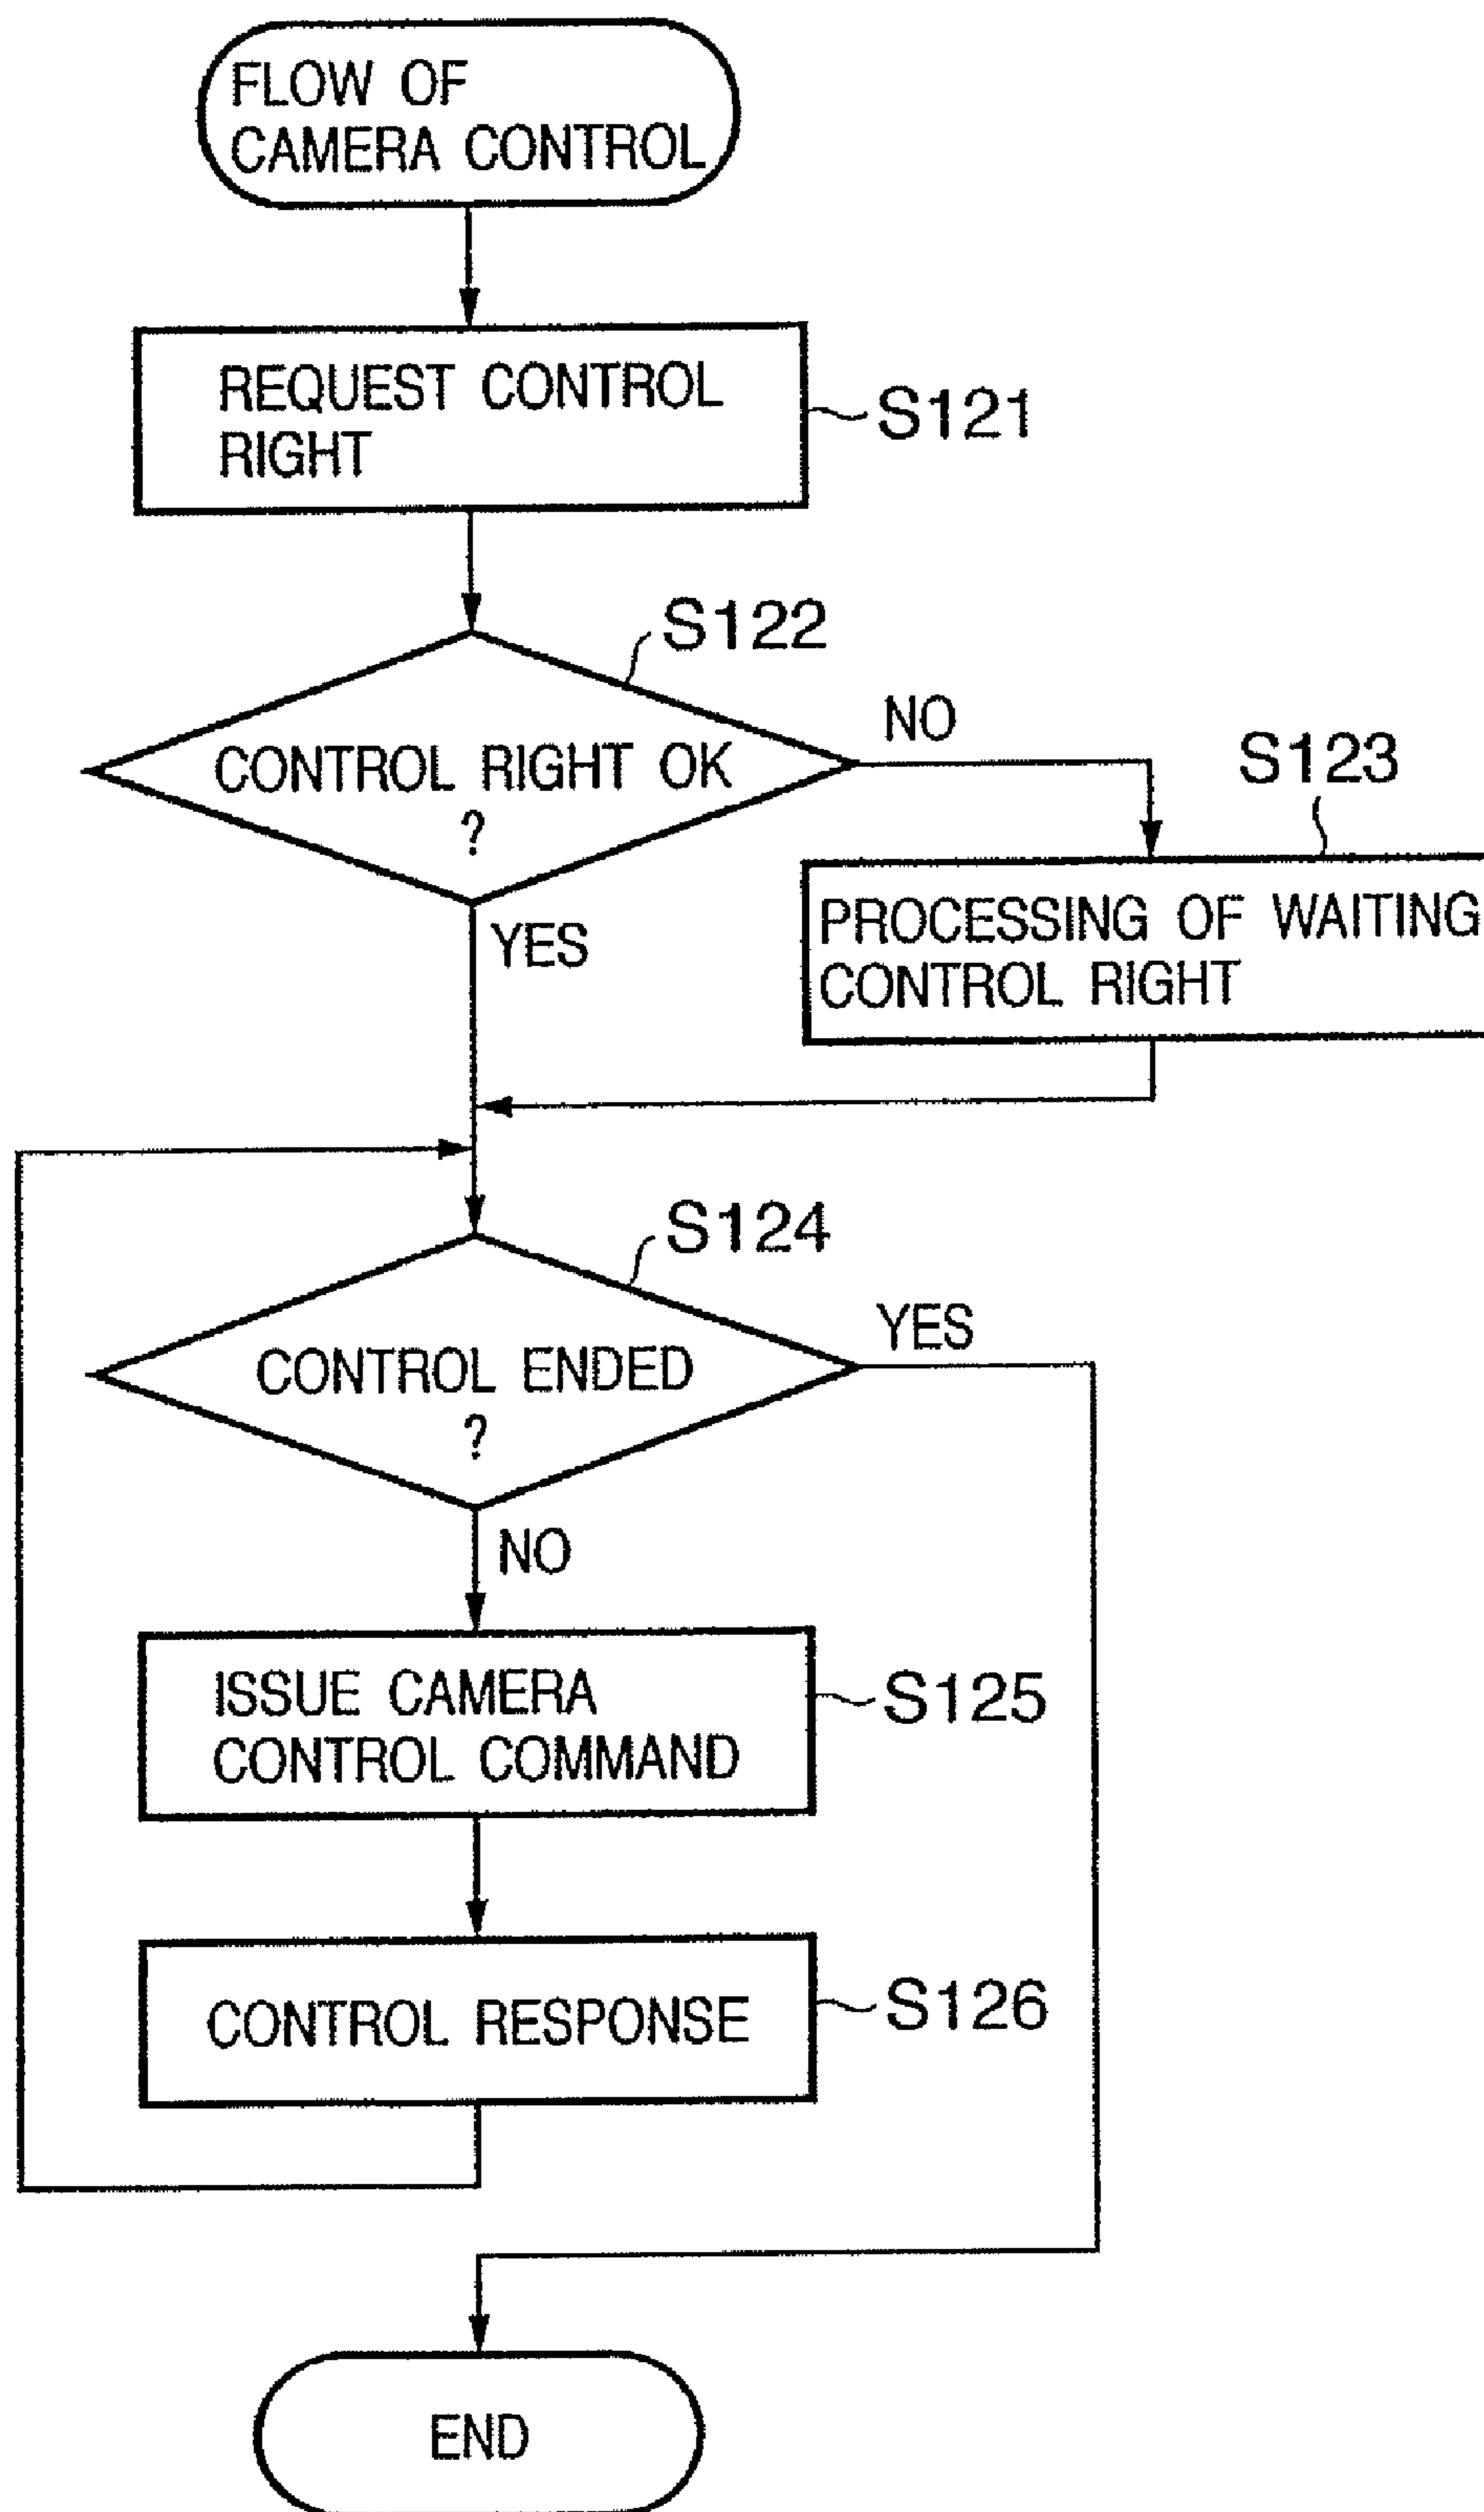 FLOW OF
CAMERA CONTROL
REQUEST CONTROL
RIGHT
S121
S122
CONTROL RIGHT OK
?
NO
YES
S123
PROCESSING OF WAITING
CONTROL RIGHT
S124
CONTROL ENDED
?
YES
NO
ISSUE CAMERA
CONTROL COMMAND
S125
CONTROL RESPONSE
S126
END